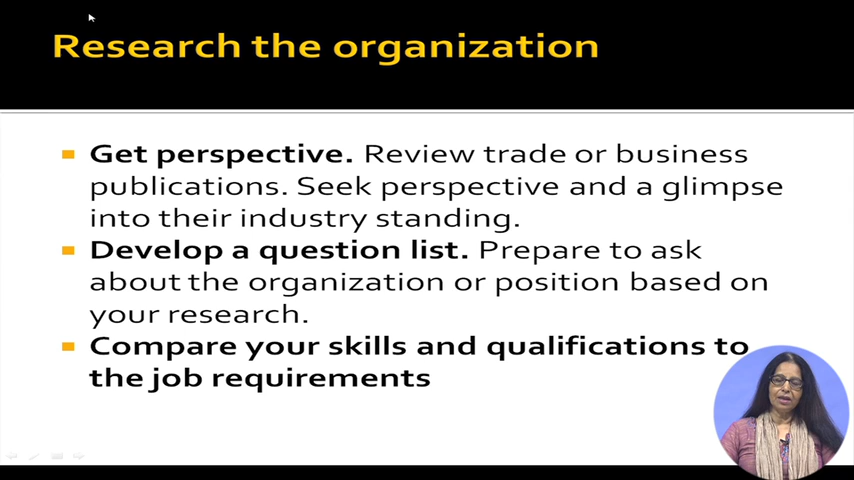 Research the organization
Get perspective. Review trade or business
publications. Seek perspective and a glimpse
into their industry standing.
Develop a question list. Prepare to ask
about the organization or position based on
your research.
Compare your skills and qualifications to
the job requirements